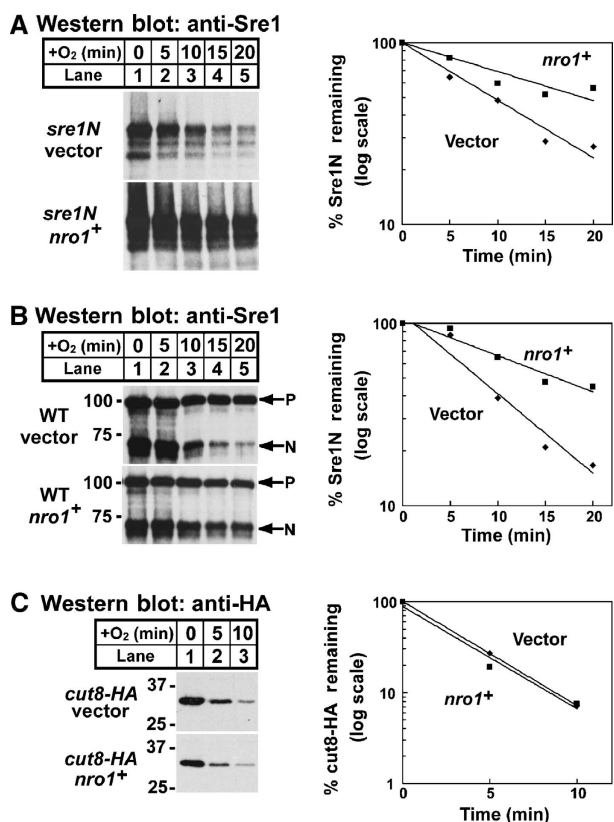 A Western blot: anti-Sre1
+O₂ (min) 0 5 10 15 20
Lane 1 2 3 4 5
sre1N
vector
sre1N
nro1+
% Sre1N remaining
(log scale)
100
10
nro1+
Vector
0 5 10 15 20
Time (min)
B Western blot: anti-Sre1
+O₂ (min) 0 5 10 15 20
Lane 1 2 3 4 5
WT
vector
100 -
75 -
P
N
WT
nro1+
100 -
75 -
P
N
% Sre1N remaining
(log scale)
100
10
nro1+
Vector
0 5 10 15 20
Time (min)
C Western blot: anti-HA
+O₂ (min) 0 5 10
Lane 1 2 3
cut8-HA
vector
37 -
25 -
cut8-HA
nro1+
37 -
25 -
% cut8-HA remaining
(log scale)
100
10
1
Vector
nro1+
0 5 10
Time (min)